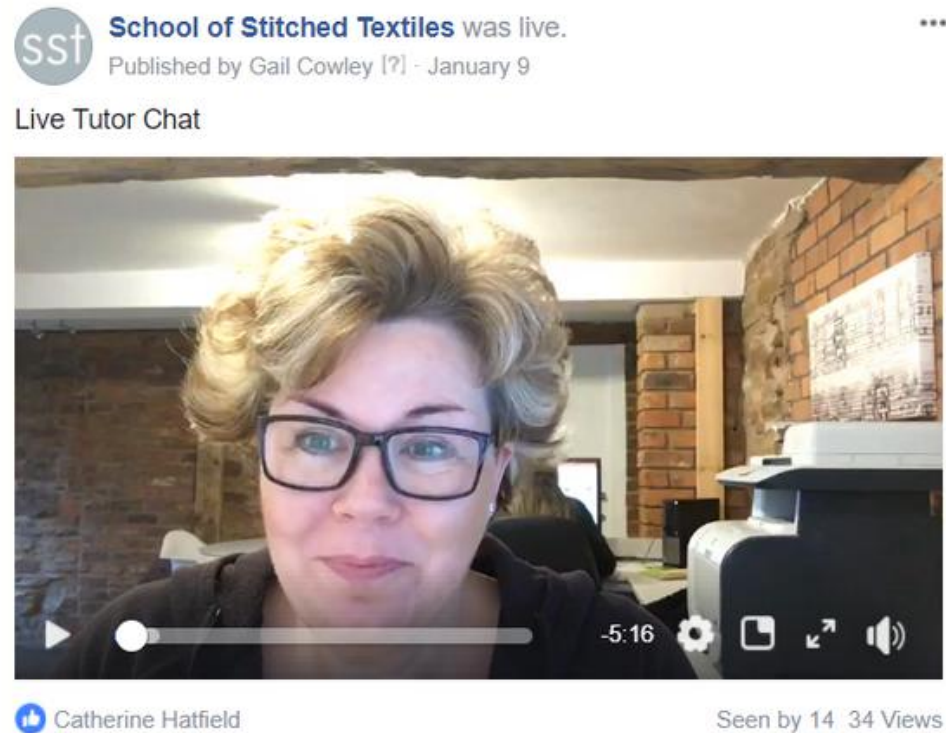 sst
School of Stitched Textiles was live.
Published by Gail Cowley [?] · January 9
Live Tutor Chat
-5:16
Catherine Hatfield
Seen by 14 34 Views